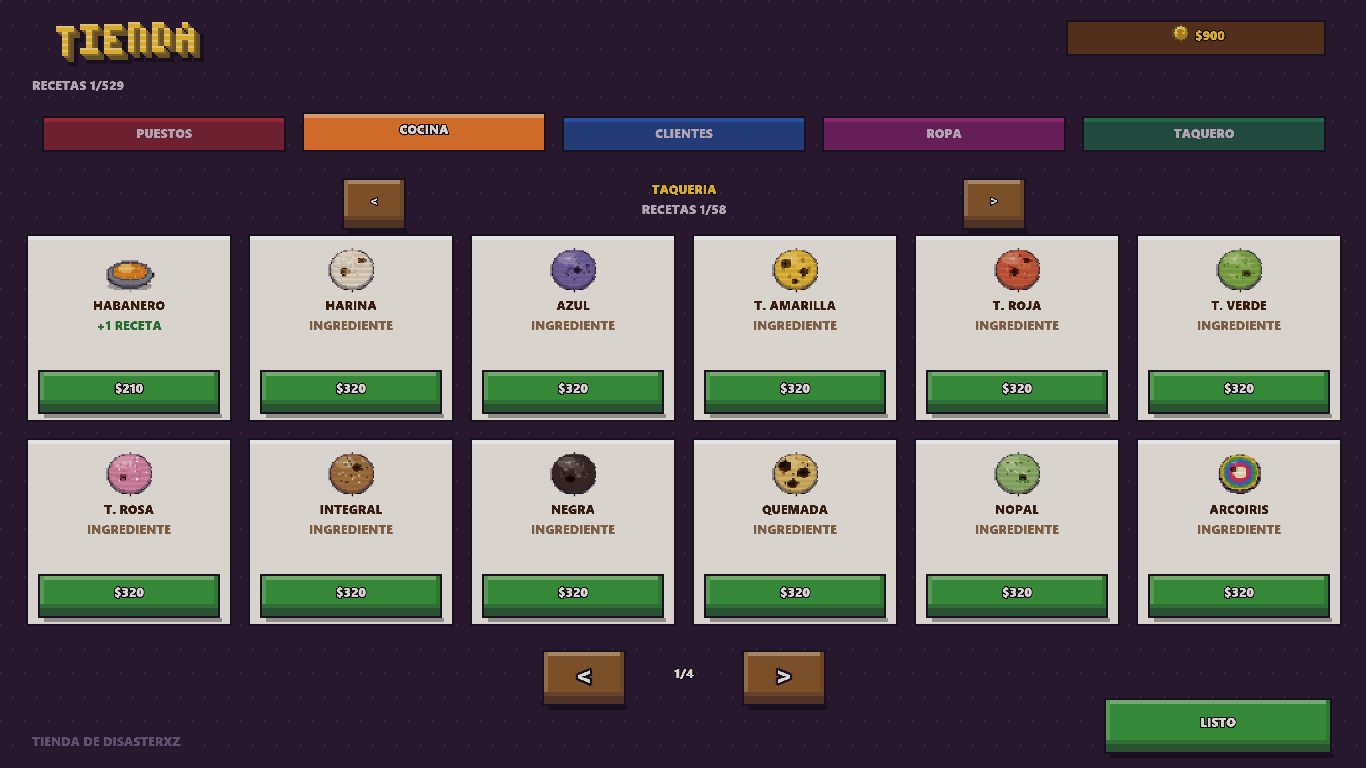 TIENDA
$900
RECETAS 1/529
PUESTOS
COCINA
CLIENTES
ROPA
TAQUERO
<
TAQUERIA
RECETAS 1/58
>
HABANERO
+1 RECETA
$210
HARINA
INGREDIENTE
$320
AZUL
INGREDIENTE
$320
T. AMARILLA
INGREDIENTE
$320
T. ROJA
INGREDIENTE
$320
T. VERDE
INGREDIENTE
$320
T. ROSA
INGREDIENTE
$320
INTEGRAL
INGREDIENTE
$320
NEGRA
INGREDIENTE
$320
QUEMADA
INGREDIENTE
$320
NOPAL
INGREDIENTE
$320
ARCOIRIS
INGREDIENTE
$320
<
1/4
>
LISTO
TIENDA DE DISASTERXZ